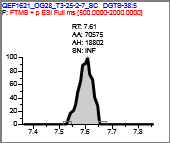 QEF1621_OG28_T3-25-2-7_SC DGTS-38:5
F: FTMS + p ESI Full ms [500.0000-2000.0000]
RT: 7.61
AA: 70575
AH: 18802
SN: INF
100
80
60
40
20
0
7.4 7.5 7.6 7.7 7.8